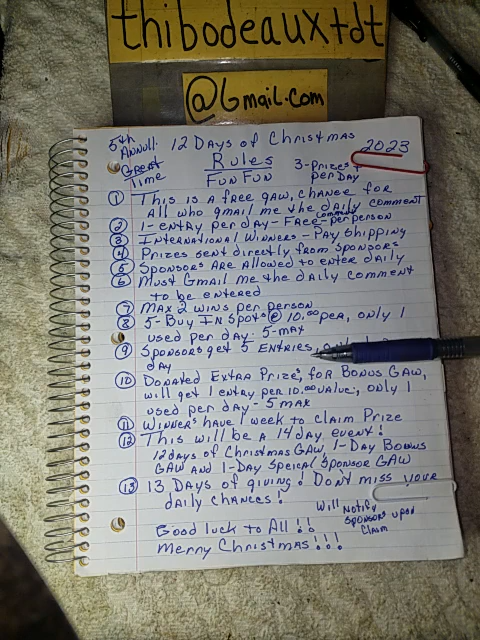 thibodeauxtdt
@Gmail.com
5th Annull 12 Days of Christmas 2023
Great Time Rules 3-Prizes
Fun Fun per Day
1 This is a free gaw, change for
All who gmail me the daily comment
2 1-entry per day-Free-comment per person
3 International Winners-Pay Shipping
4 Prizes sent directly from Sponsors
5 Sponsors are allowed to enter daily
6 Must Gmail me the daily comment
to be entered
7 Max 2 wins per person
8 5-Buy In Spots @ 10.00 pea, only 1
used per day. 5-max
9 Sponsors get 5 Entries,
day
10 Donated Extra Prizes, for Bonus Gaw,
will get 1 entry per 10.00 value, only 1
used per day - 5 max
11 Winner's have 1 week to claim Prize
12 This will be a 14 day event!
12 days of Christmas GAW, 1-Day Bonus
GAW and 1-Day Speical Sponsor GAW
13 13 Days of giving! Dont miss your
daily chances!
Will Notify
Sponsors upon
Claim
Good luck to All!!
Merry Christmas!!!